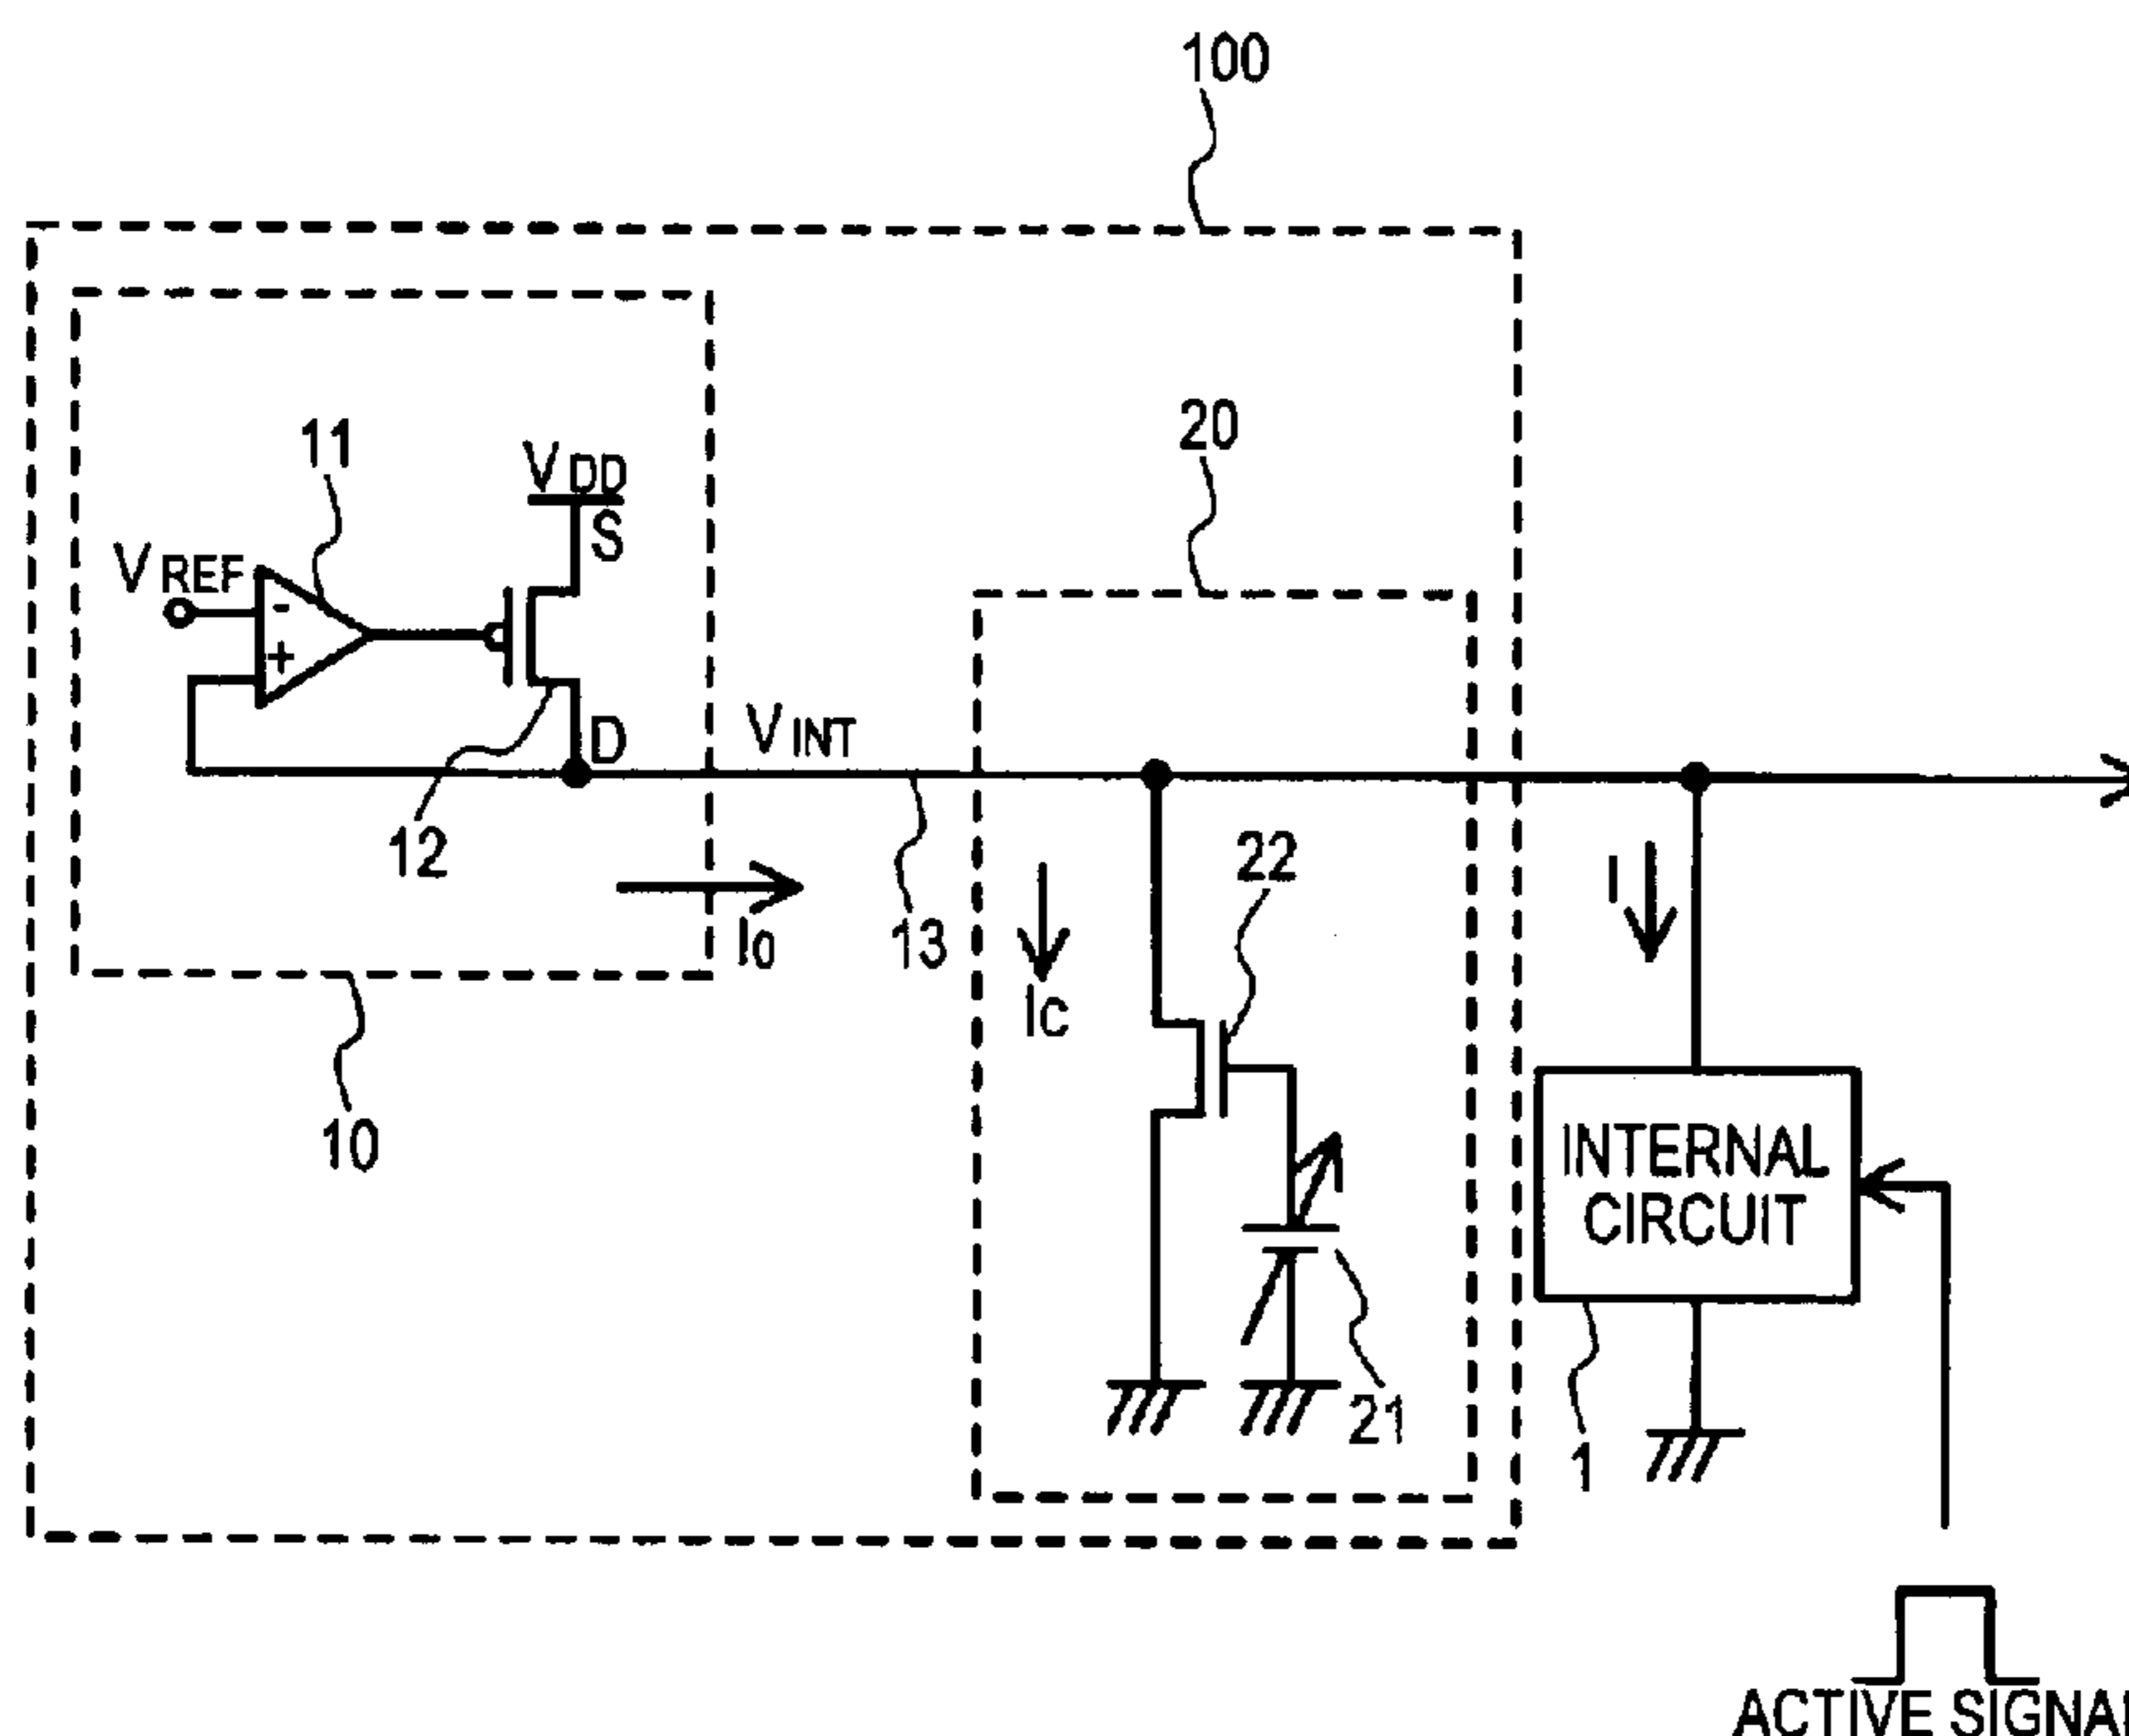 100
20
11
VDD
S
VREF
-
+
D
VINT
12
I0
13
Ic
22
I
10
INTERNAL
CIRCUIT
21
1
ACTIVE SIGNAL